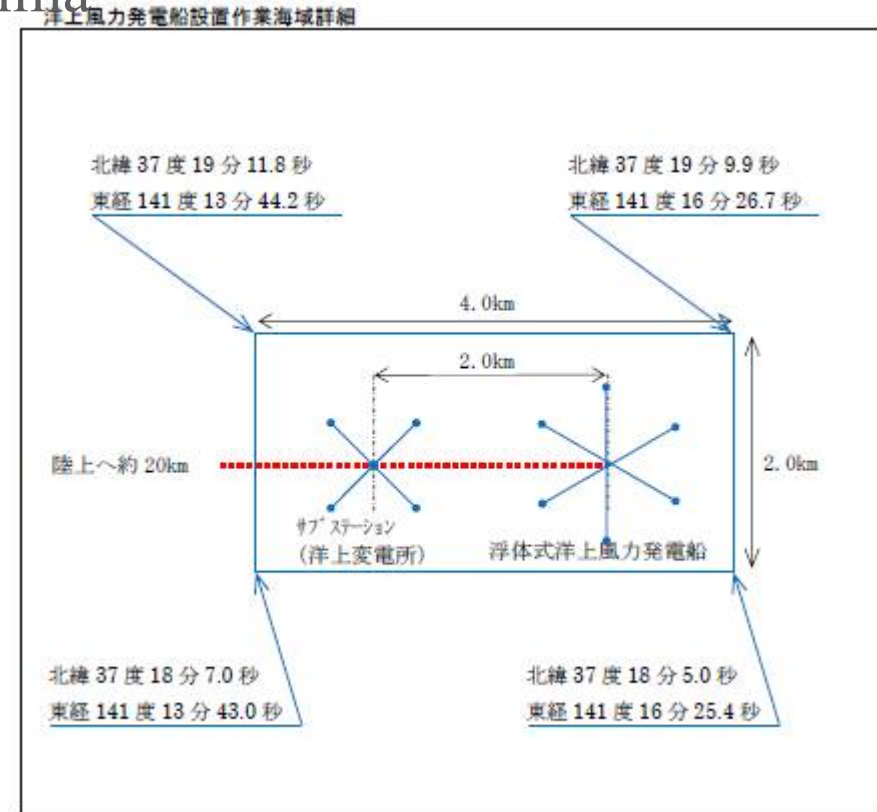 洋上風力発電船設置作業海域詳細
北緯 37 度 19 分 11.8 秒
東経 141 度 13 分 44.2 秒
北緯 37 度 19 分 9.9 秒
東経 141 度 16 分 26.7 秒
4.0km
2.0km
陸上へ約 20km
2.0km
サブステーション
(洋上変電所)
浮体式洋上風力発電船
北緯 37 度 18 分 7.0 秒
東経 141 度 13 分 43.0 秒
北緯 37 度 18 分 5.0 秒
東経 141 度 16 分 25.4 秒